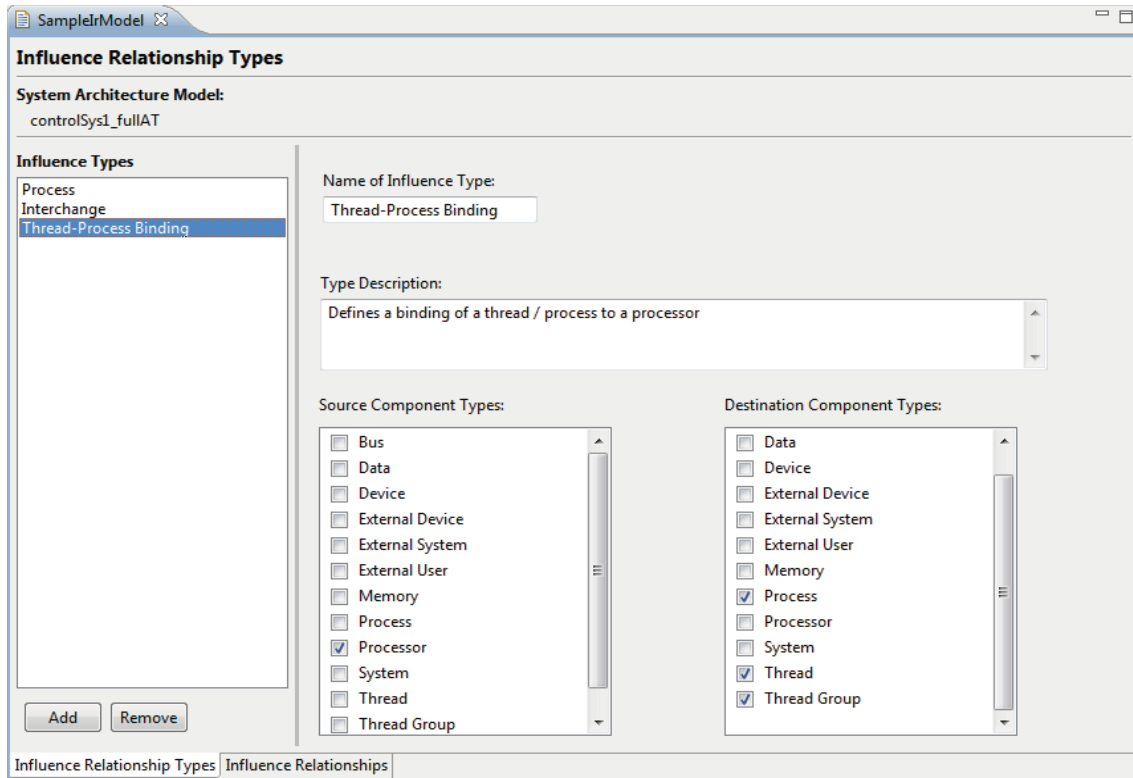 SampleIrModel
Influence Relationship Types
System Architecture Model:
controlSys1_fullAT
Influence Types
Process
Interchange
Thread-Process Binding
Add
Remove
Name of Influence Type:
Thread-Process Binding
Type Description:
Defines a binding of a thread / process to a processor
Source Component Types:
Bus
Data
Device
External Device
External System
External User
Memory
Process
Processor
System
Thread
Thread Group
Destination Component Types:
Data
Device
External Device
External System
External User
Memory
Process
Processor
System
Thread
Thread Group
Influence Relationship Types
Influence Relationships